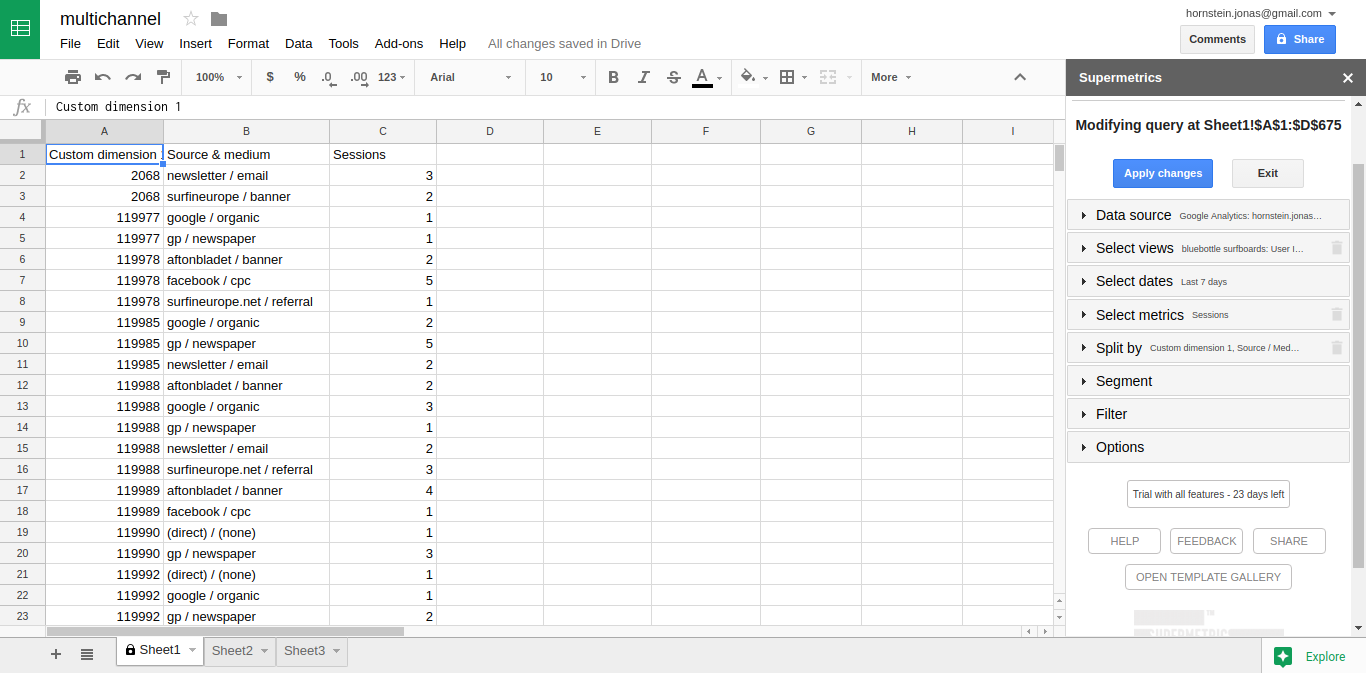 multichannel
hornstein.jonas@gmail.com
File Edit View Insert Format Data Tools Add-ons Help All changes saved in Drive
Comments Share
100% $ % .0 .00 123 Arial 10 B I S A More
Supermetrics
fx Custom dimension 1
A B C D E F G H I
1 Custom dimension Source & medium Sessions
2 2068 newsletter / email 3
3 2068 surfineurope / banner 2
4 119977 google / organic 1
5 119977 gp / newspaper 1
6 119978 aftonbladet / banner 2
7 119978 facebook / cpc 5
8 119978 surfineurope.net / referral 1
9 119985 google / organic 2
10 119985 gp / newspaper 5
11 119985 newsletter / email 2
12 119988 aftonbladet / banner 2
13 119988 google / organic 3
14 119988 gp / newspaper 1
15 119988 newsletter / email 2
16 119988 surfineurope.net / referral 3
17 119989 aftonbladet / banner 4
18 119989 facebook / cpc 1
19 119990 (direct) / (none) 1
20 119990 gp / newspaper 3
21 119992 (direct) / (none) 1
22 119992 google / organic 1
23 119992 gp / newspaper 2
Modifying query at Sheet1!$A$1:$D$675
Apply changes Exit
Data source Google Analytics: hornstein.jonas...
Select views bluebottle surfboards: User I...
Select dates Last 7 days
Select metrics Sessions
Split by Custom dimension 1, Source / Med...
Segment
Filter
Options
Trial with all features - 23 days left
HELP FEEDBACK SHARE
OPEN TEMPLATE GALLERY
Sheet1 Sheet2 Sheet3
Explore